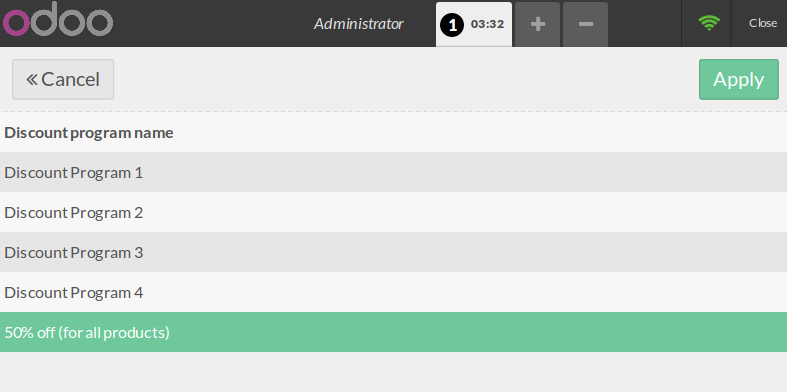 odoo
Administrator 1 03:32 + − Close
« Cancel Apply
Discount program name
Discount Program 1
Discount Program 2
Discount Program 3
Discount Program 4
50% off (for all products)